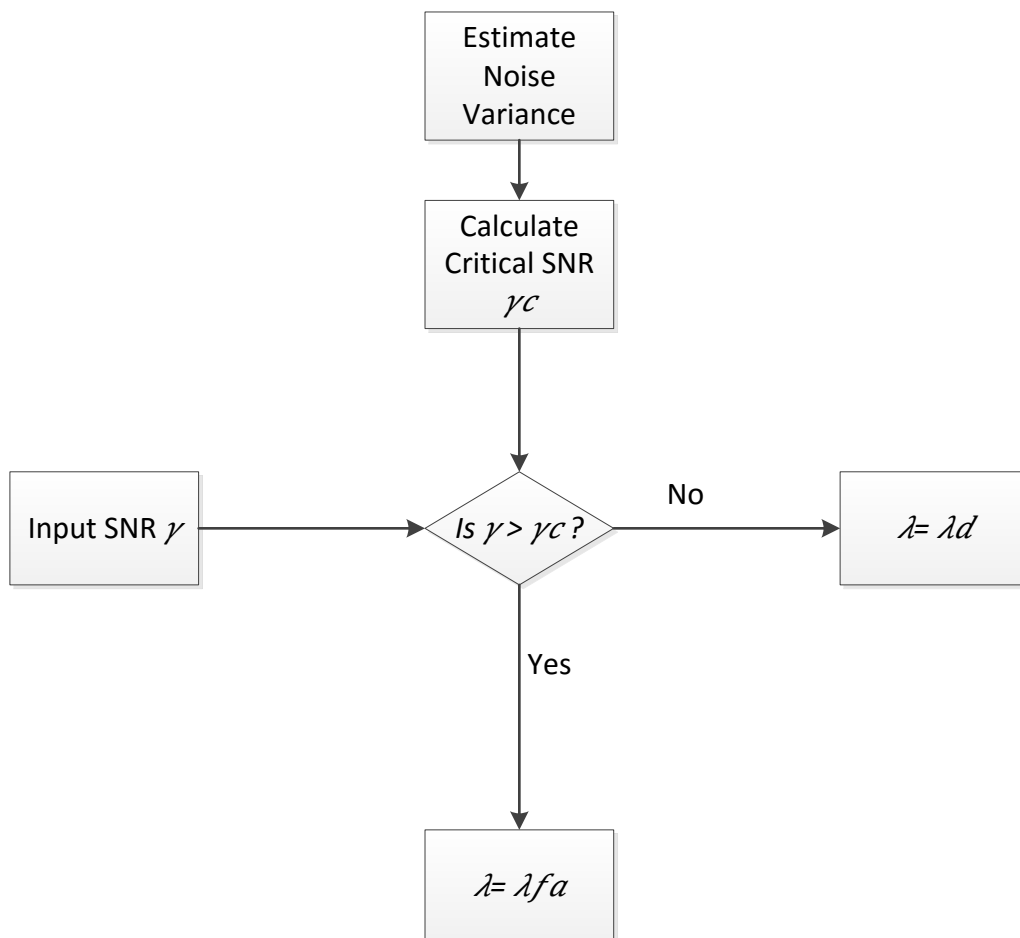 Estimate
Noise
Variance
Calculate
Critical SNR
γc
Input SNR γ
Is γ > γc ?
No
λ= λd
Yes
λ= λfa